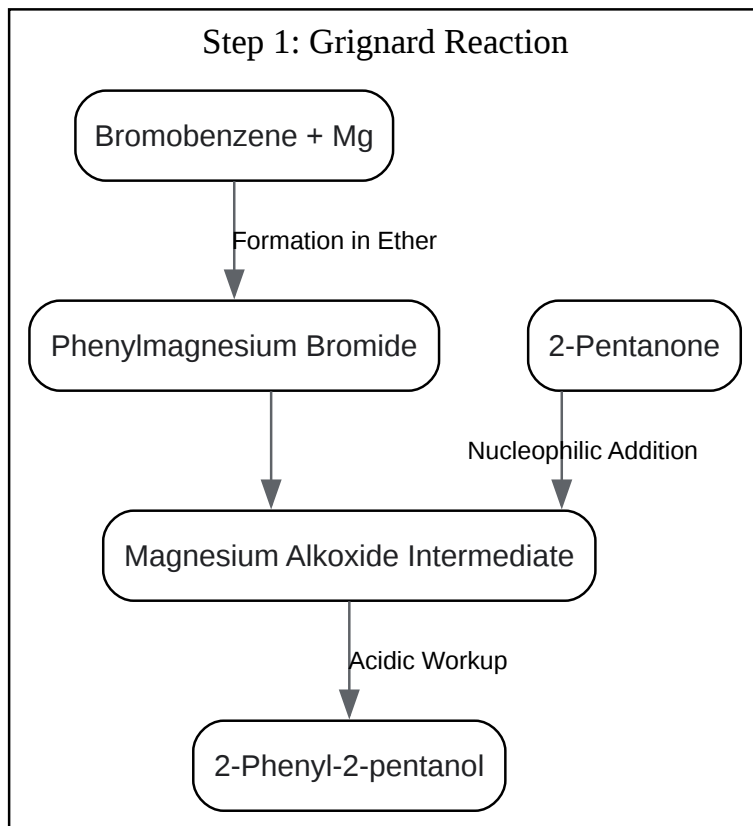 Step 1: Grignard Reaction
Bromobenzene + Mg
Formation in Ether
Phenylmagnesium Bromide
2-Pentanone
Nucleophilic Addition
Magnesium Alkoxide Intermediate
Acidic Workup
2-Phenyl-2-pentanol